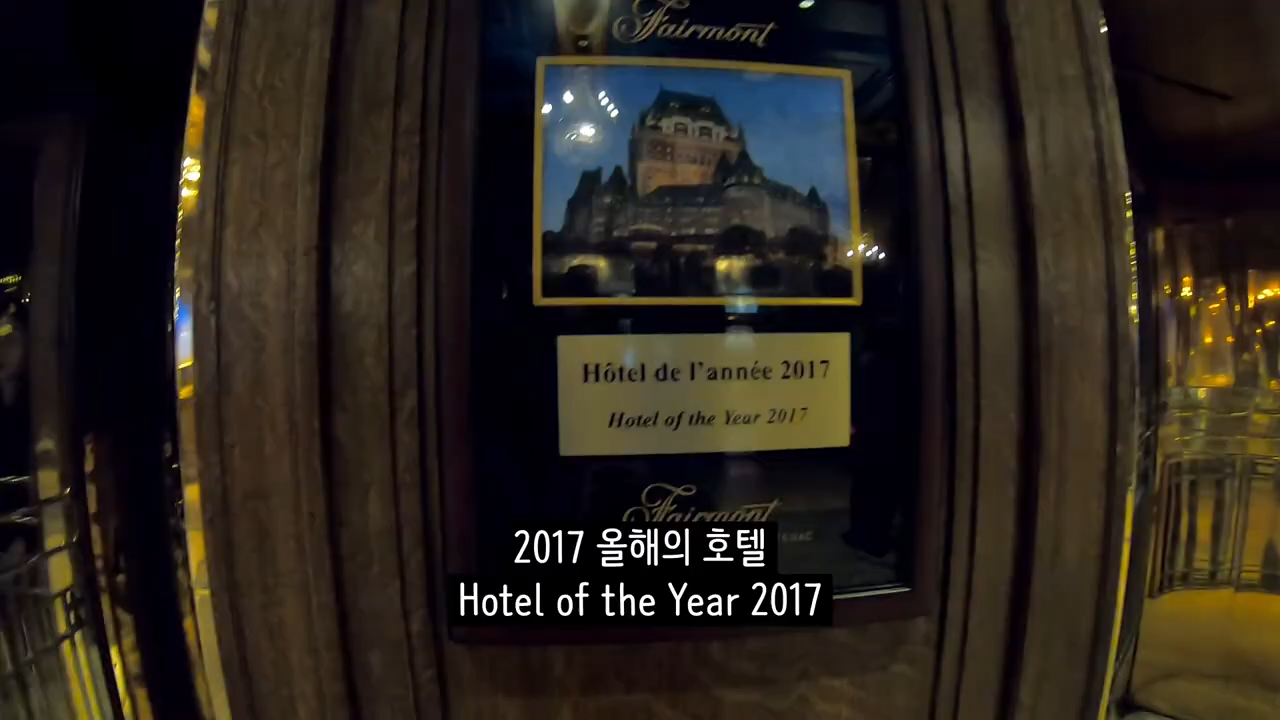 Fairmont
Hôtel de l'année 2017
Hotel of the Year 2017
Fairmont
2017 올해의 호텔
Hotel of the Year 2017